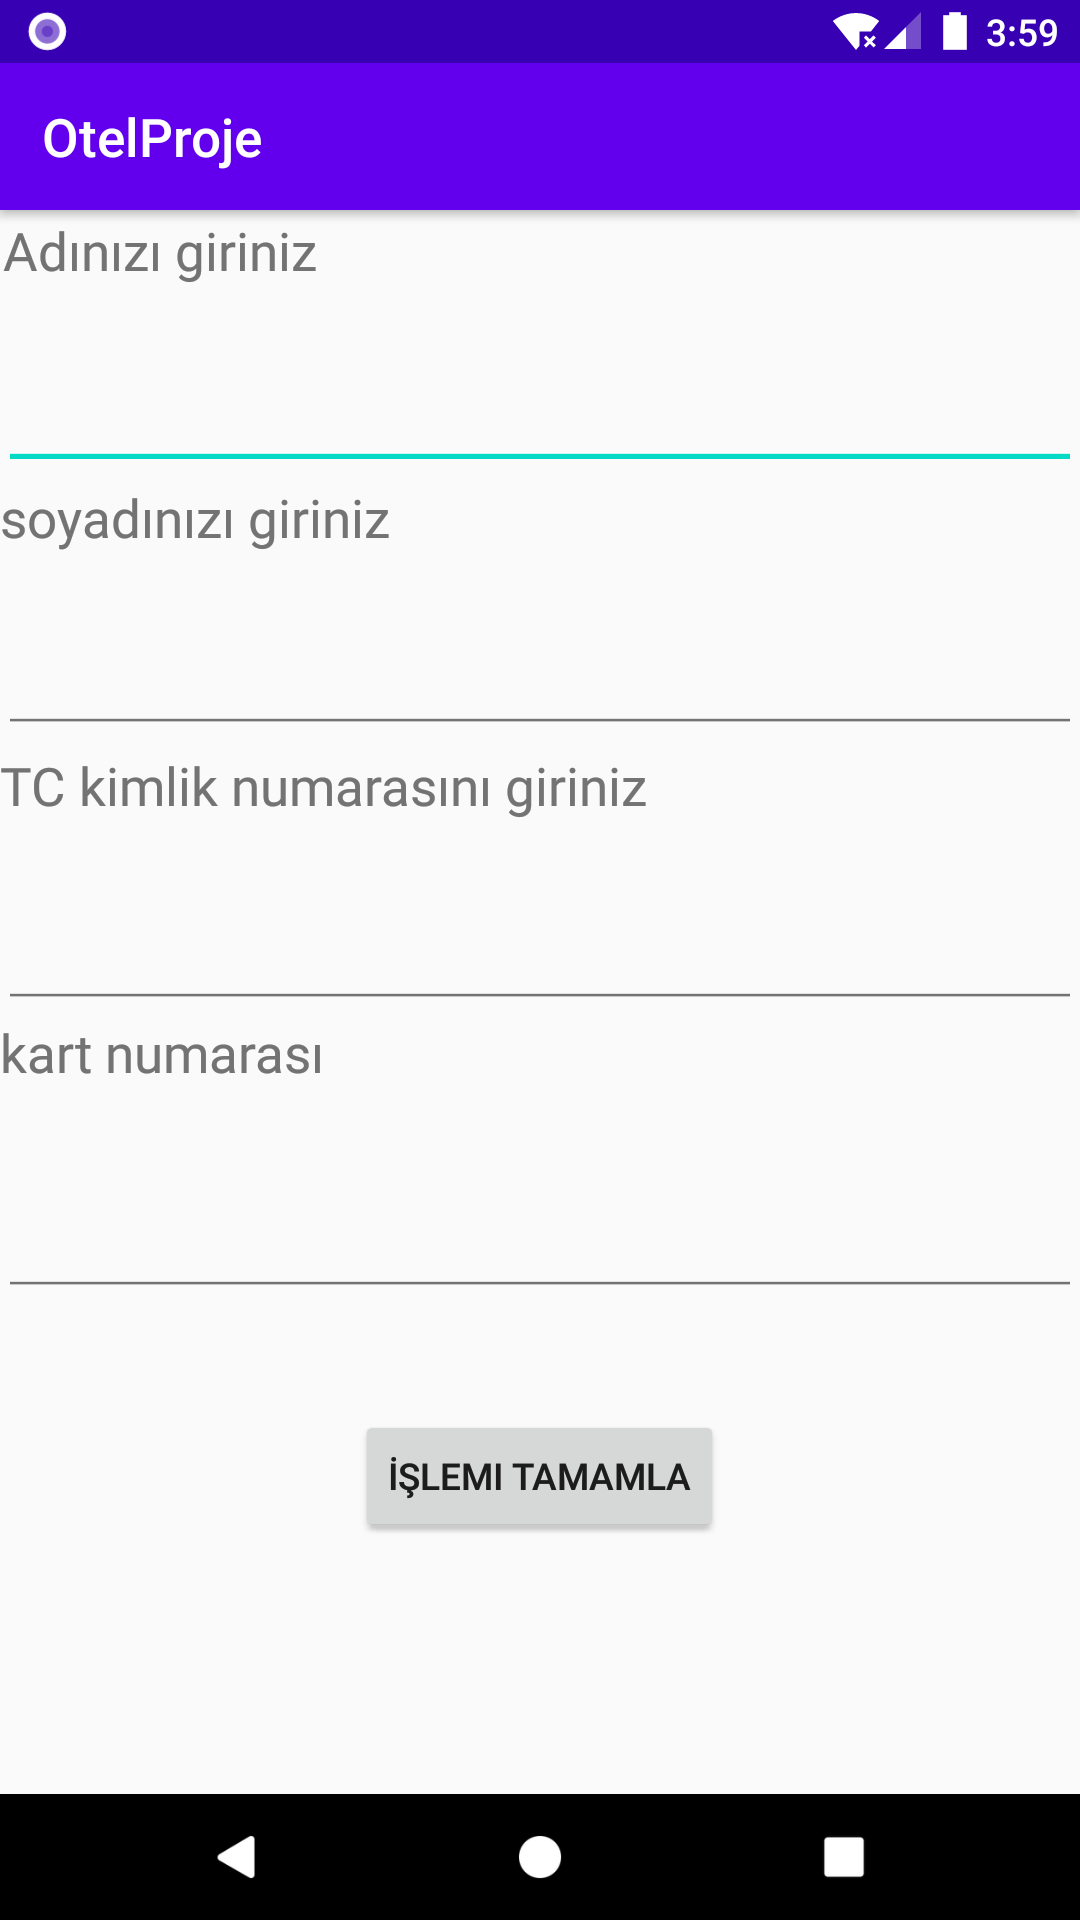 3:59
OtelProje
Adınızı giriniz
soyadınızı giriniz
TC kimlik numarasını giriniz
kart numarası
İŞLEMI TAMAMLA